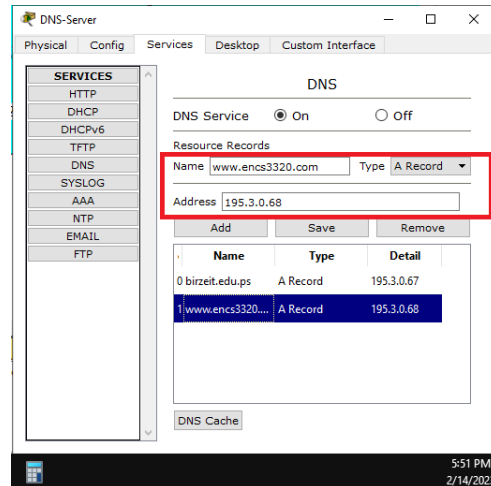 DNS-Server
Physical Config Services Desktop Custom Interface
SERVICES
HTTP
DHCP
DHCPv6
TFTP
DNS
SYSLOG
AAA
NTP
EMAIL
FTP
DNS
DNS Service On Off
Resource Records
Name www.encs3320.com Type A Record
Address 195.3.0.68
Add Save Remove
Name Type Detail
0 birzeit.edu.ps A Record 195.3.0.67
1 www.encs3320.... A Record 195.3.0.68
DNS Cache
5:51 PM
2/14/202